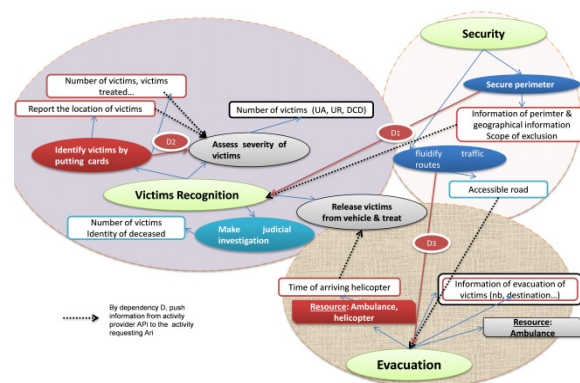 Security
Number of victims, victims
treated…
Secure perimeter
Report the location of victims
Number of victims (UA, UR, DCD)
Information of perimeter &
geographical information
Scope of exclusion
D1
D2
Identify victims by
putting cards
Assess severity of
victims
fluidify traffic
routes
Victims Recognition
Accessible road
Release victims
from vehicle & treat
Number of victims
Identity of deceased
Make judicial
investigation
D3
Time of arriving helicopter
Information of evacuation of
victims (nb, destination…)
Resource: Ambulance,
helicopter
By dependency D, push
information from activity
provider API to the activity
requesting Ari
Resource:
Ambulance
Evacuation